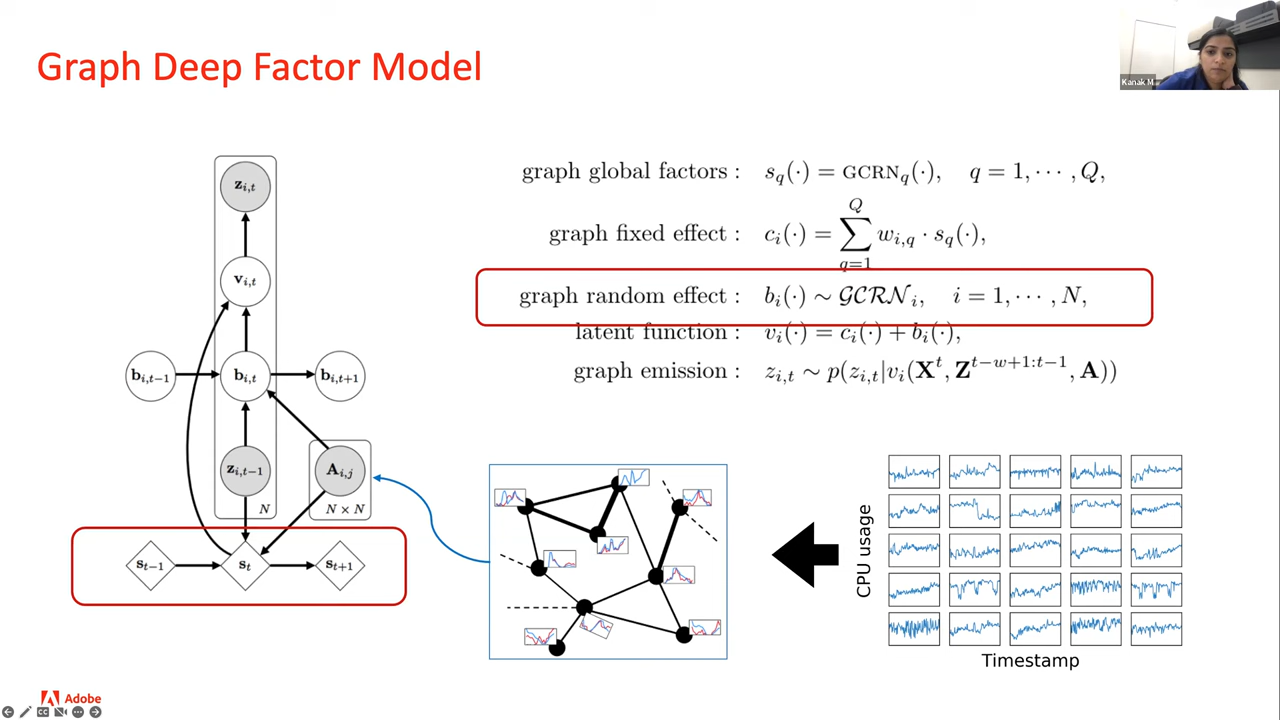 Graph Deep Factor Model
Kanak M
z_{i,t}
v_{i,t}
b_{i,t−1} b_{i,t} b_{i,t+1}
z_{i,t−1} A_{i,j}
N N × N
s_{t−1} s_t s_{t+1}
graph global factors : s_q(·) = GCRN_q(·), q = 1, ··· , Q,
graph fixed effect : c_i(·) = ∑_{q=1}^{Q} w_{i,q} · s_q(·),
graph random effect : b_i(·) ∼ 𝒢𝒞ℛ𝒩_i, i = 1, ··· , N,
latent function : v_i(·) = c_i(·) + b_i(·),
graph emission : z_{i,t} ∼ p(z_{i,t}|v_i(𝐗^t, 𝐙^{t−w+1:t−1}, 𝐀))
CPU usage
Timestamp
Adobe
CC